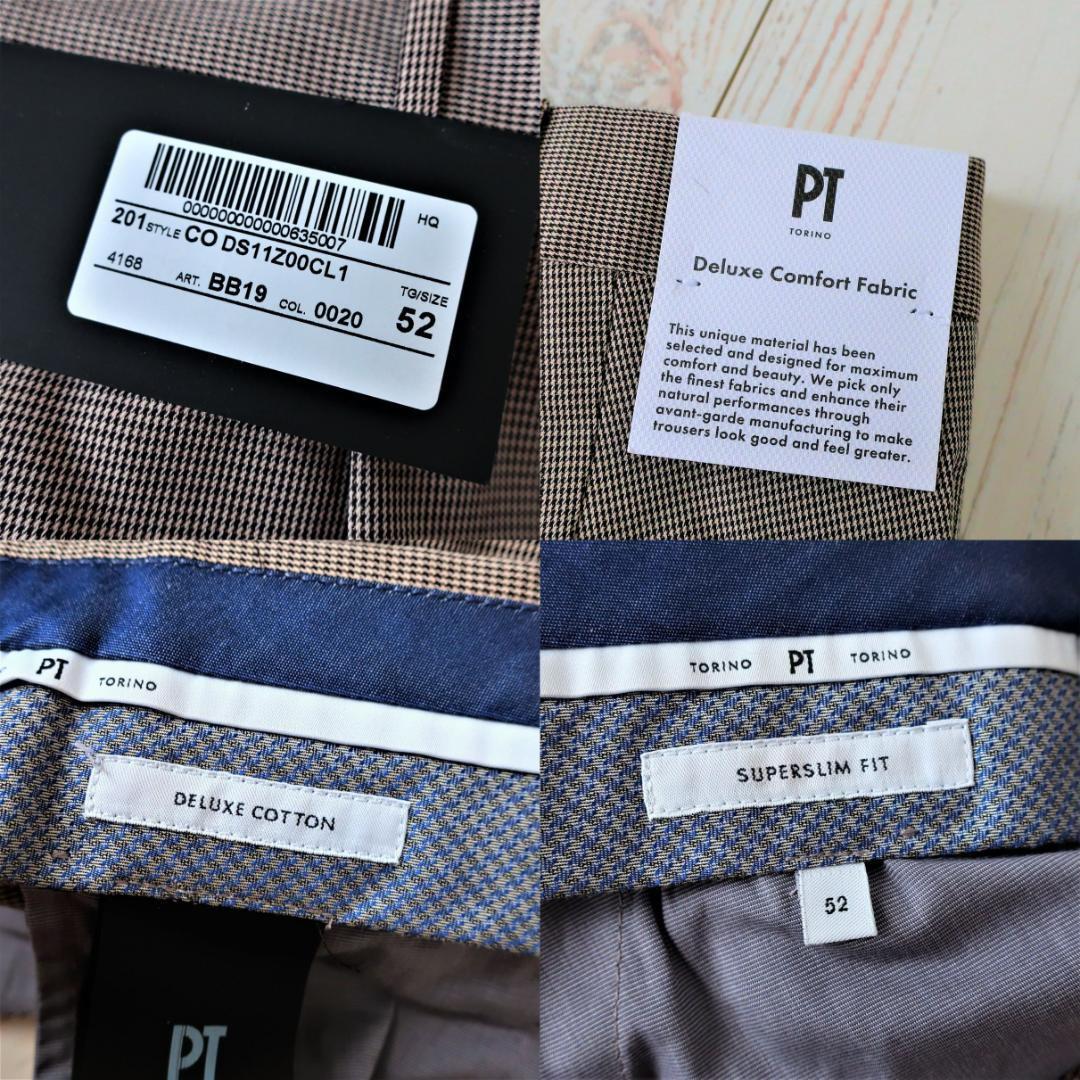 HQ
000000000000635007
201 STYLE CO DS11Z00CL1
4168 ART. BB19 COL. 0020 TG/SIZE 52
PT
TORINO
Deluxe Comfort Fabric
This unique material has been
selected and designed for maximum
comfort and beauty. We pick only
the finest fabrics and enhance their
natural performances through
avant-garde manufacturing to make
trousers look good and feel greater.
PT TORINO
DELUXE COTTON
PT
TORINO PT TORINO
SUPERSLIM FIT
52